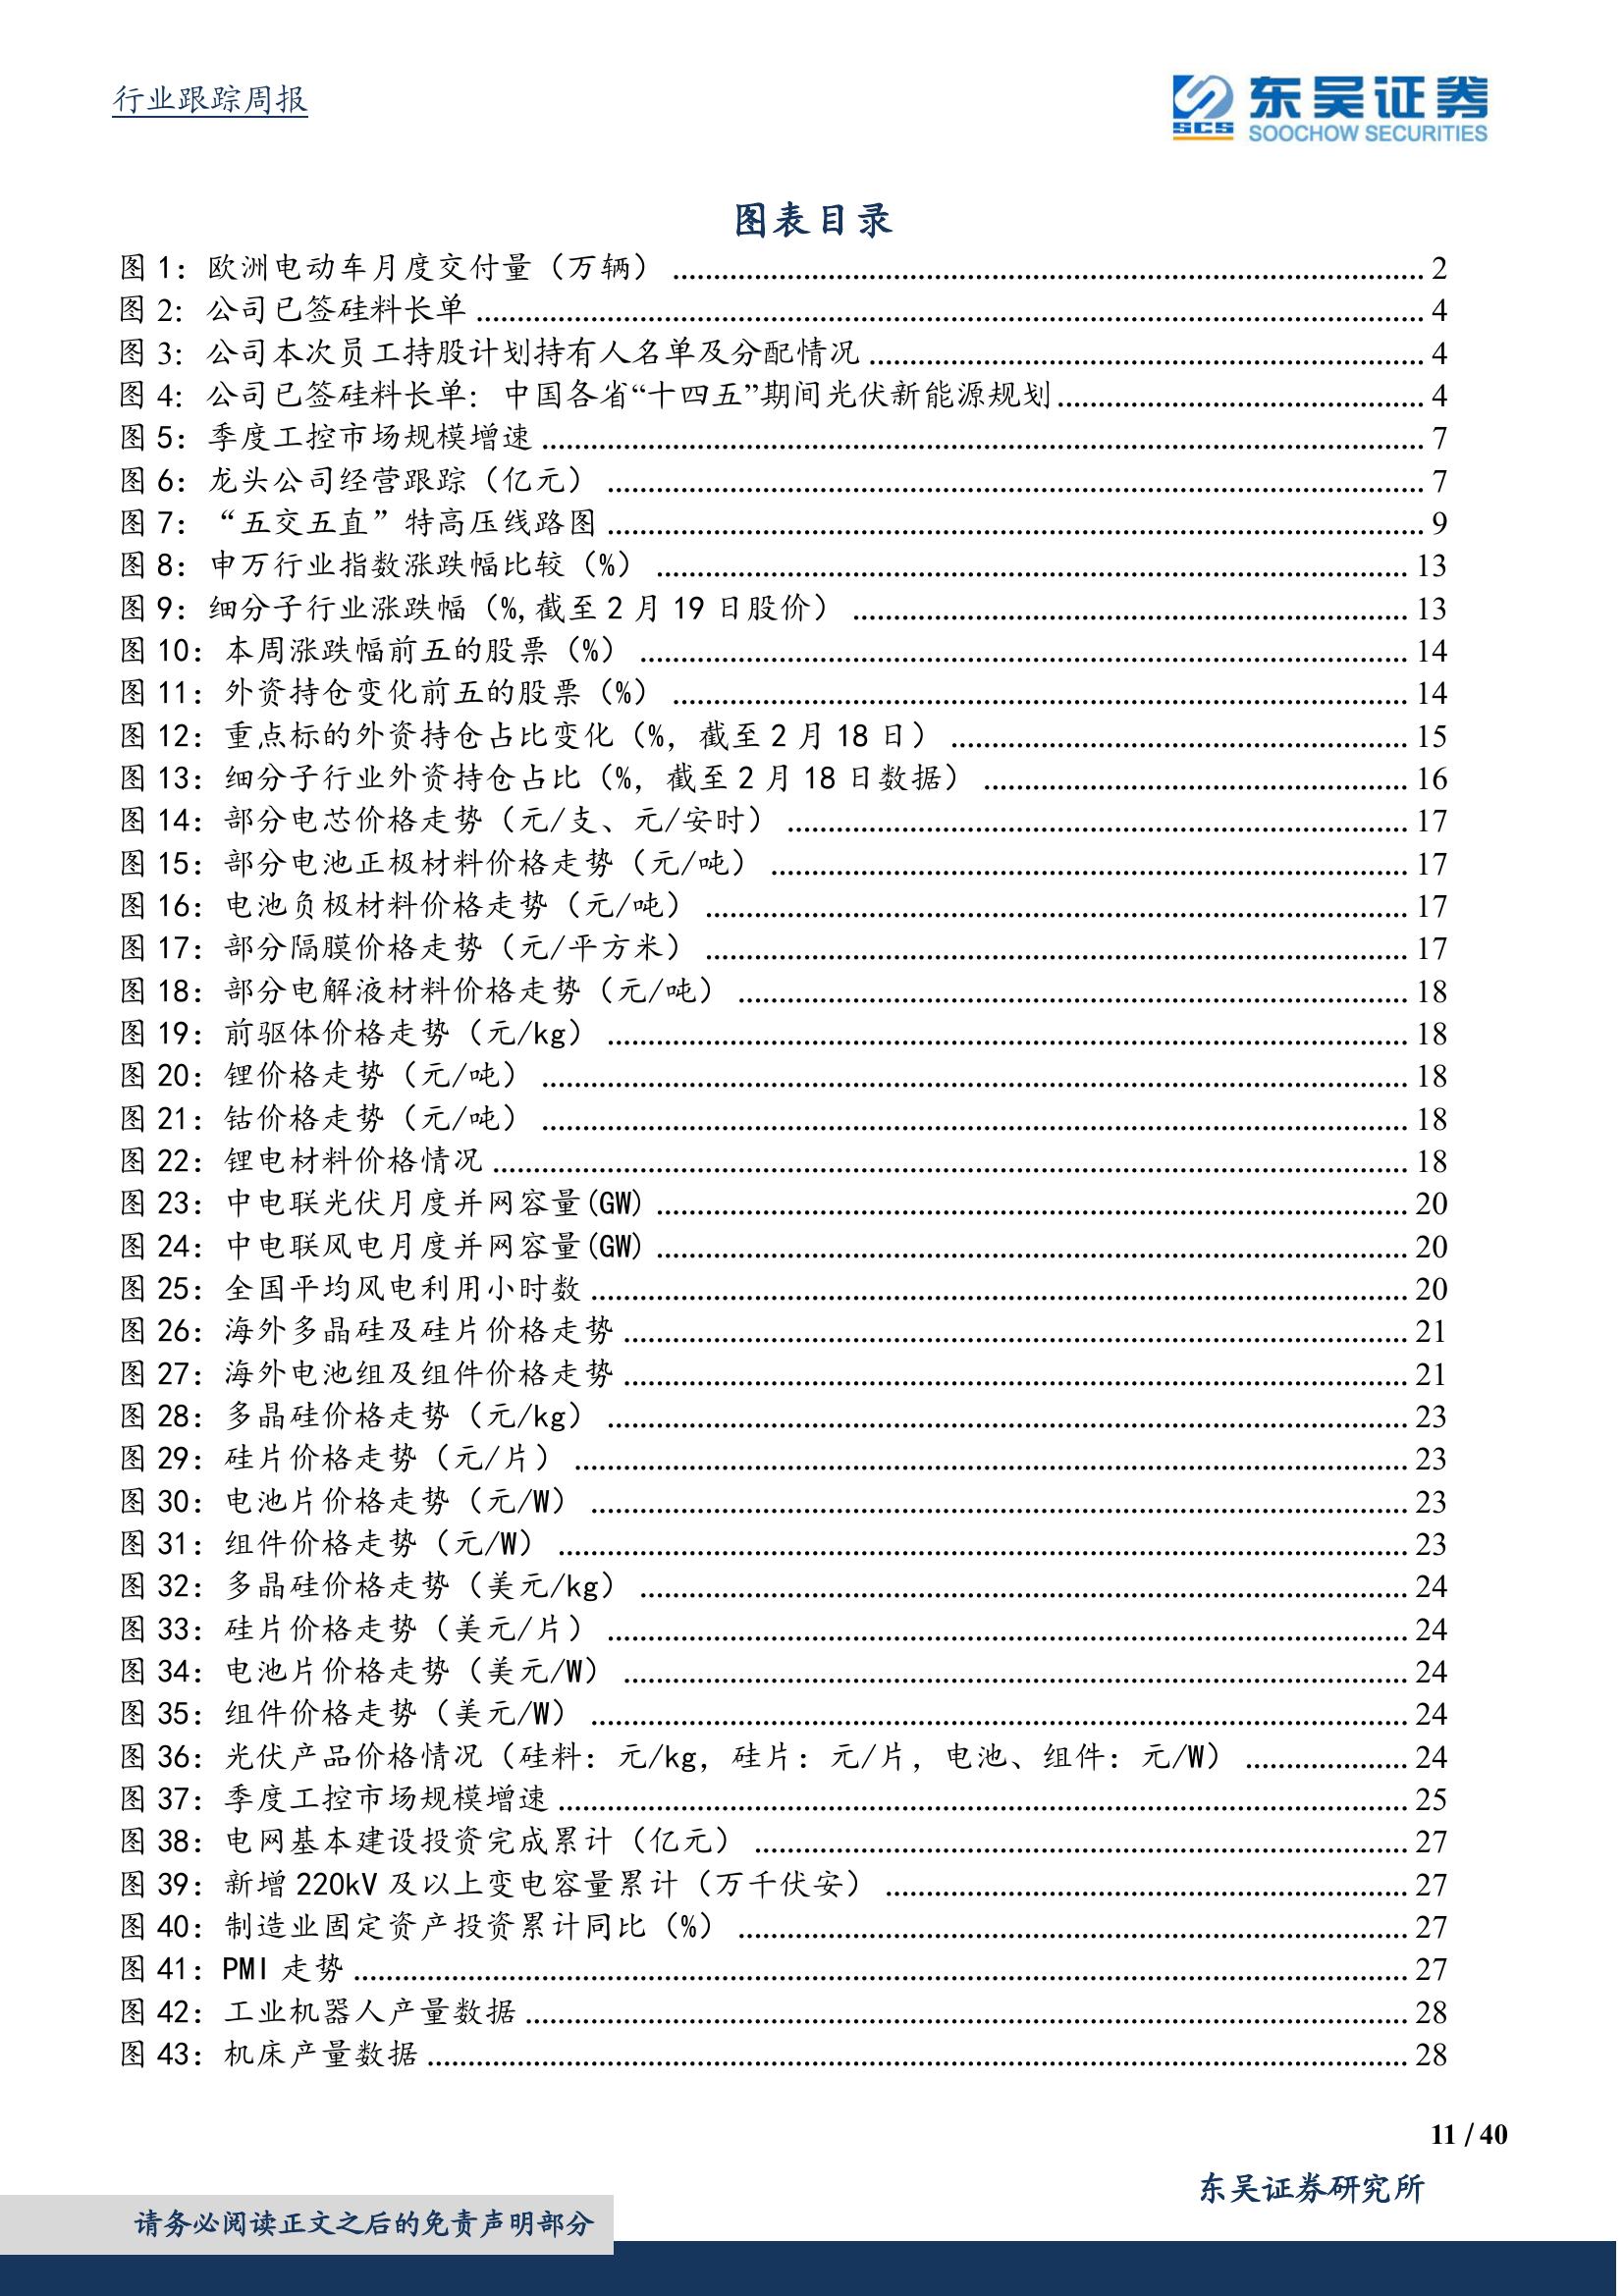 行业跟踪周报
SCS 东吴证券
SOOCHOW SECURITIES
图表目录
图 1：欧洲电动车月度交付量（万辆） 2
图 2：公司已签硅料长单 4
图 3：公司本次员工持股计划持有人名单及分配情况 4
图 4：公司已签硅料长单：中国各省“十四五”期间光伏新能源规划 4
图 5：季度工控市场规模增速 7
图 6：龙头公司经营跟踪（亿元） 7
图 7：“五交五直”特高压线路图 9
图 8：申万行业指数涨跌幅比较（%） 13
图 9：细分子行业涨跌幅（%,截至 2 月 19 日股价） 13
图 10：本周涨跌幅前五的股票（%） 14
图 11：外资持仓变化前五的股票（%） 14
图 12：重点标的外资持仓占比变化（%，截至 2 月 18 日） 15
图 13：细分子行业外资持仓占比（%，截至 2 月 18 日数据） 16
图 14：部分电芯价格走势（元/支、元/安时） 17
图 15：部分电池正极材料价格走势（元/吨） 17
图 16：电池负极材料价格走势（元/吨） 17
图 17：部分隔膜价格走势（元/平方米） 17
图 18：部分电解液材料价格走势（元/吨） 18
图 19：前驱体价格走势（元/kg） 18
图 20：锂价格走势（元/吨） 18
图 21：钴价格走势（元/吨） 18
图 22：锂电材料价格情况 18
图 23：中电联光伏月度并网容量(GW) 20
图 24：中电联风电月度并网容量(GW) 20
图 25：全国平均风电利用小时数 20
图 26：海外多晶硅及硅片价格走势 21
图 27：海外电池组及组件价格走势 21
图 28：多晶硅价格走势（元/kg） 23
图 29：硅片价格走势（元/片） 23
图 30：电池片价格走势（元/W） 23
图 31：组件价格走势（元/W） 23
图 32：多晶硅价格走势（美元/kg） 24
图 33：硅片价格走势（美元/片） 24
图 34：电池片价格走势（美元/W） 24
图 35：组件价格走势（美元/W） 24
图 36：光伏产品价格情况（硅料：元/kg，硅片：元/片，电池、组件：元/W） 24
图 37：季度工控市场规模增速 25
图 38：电网基本建设投资完成累计（亿元） 27
图 39：新增 220kV 及以上变电容量累计（万千伏安） 27
图 40：制造业固定资产投资累计同比（%） 27
图 41：PMI 走势 27
图 42：工业机器人产量数据 28
图 43：机床产量数据 28
11 / 40
东吴证券研究所
请务必阅读正文之后的免责声明部分